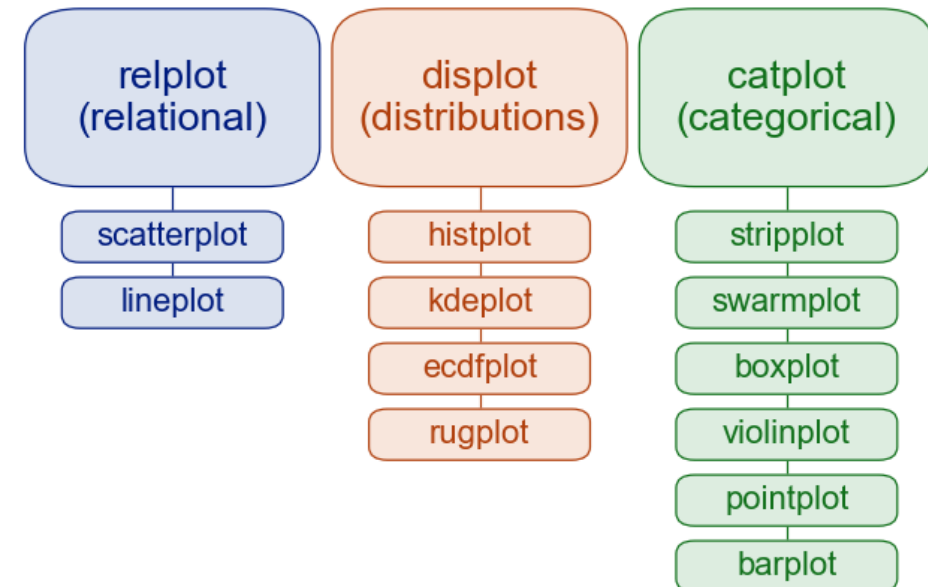 relplot
(relational)
scatterplot
lineplot
displot
(distributions)
histplot
kdeplot
ecdfplot
rugplot
catplot
(categorical)
stripplot
swarmplot
boxplot
violinplot
pointplot
barplot